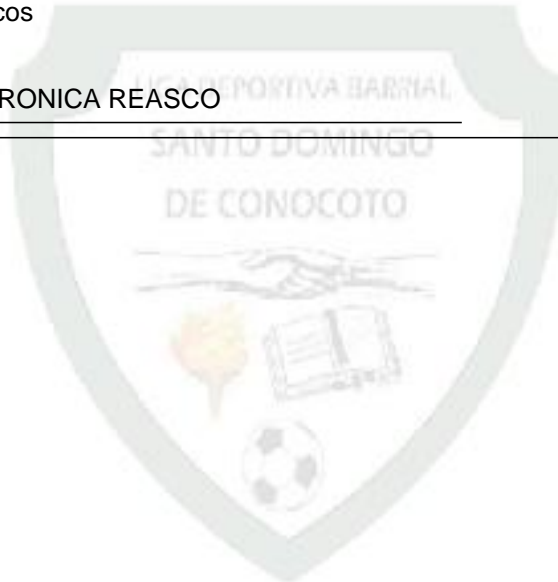 cos
RONICA REASCO
LIGA DEPORTIVA BARRIAL
SANTO DOMINGO
DE CONOCOTO